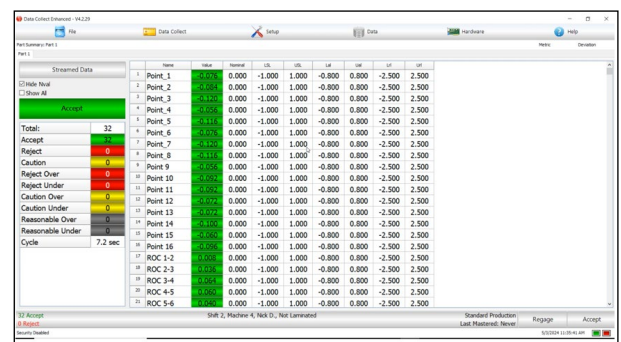 Data Collect Enhanced - V4.2.29
File Data Collect Setup Data Hardware Help
Part Summary: Part 1 Metric Deviation
Part 1
Streamed Data
Hide Nval
Show All
Accept
Total: 32
Accept 32
Reject 0
Caution 0
Reject Over 0
Reject Under 0
Caution Over 0
Caution Under 0
Reasonable Over 0
Reasonable Under 0
Cycle 7.2 sec
Name Value Nominal LSL USL Lal Ual Lrl Url
1 Point_1 -0.076 0.000 -1.000 1.000 -0.800 0.800 -2.500 2.500
2 Point_2 -0.084 0.000 -1.000 1.000 -0.800 0.800 -2.500 2.500
3 Point_3 -0.120 0.000 -1.000 1.000 -0.800 0.800 -2.500 2.500
4 Point_4 -0.056 0.000 -1.000 1.000 -0.800 0.800 -2.500 2.500
5 Point_5 -0.116 0.000 -1.000 1.000 -0.800 0.800 -2.500 2.500
6 Point_6 -0.076 0.000 -1.000 1.000 -0.800 0.800 -2.500 2.500
7 Point_7 -0.120 0.000 -1.000 1.000 -0.800 0.800 -2.500 2.500
8 Point_8 -0.116 0.000 -1.000 1.000 -0.800 0.800 -2.500 2.500
9 Point 9 -0.056 0.000 -1.000 1.000 -0.800 0.800 -2.500 2.500
10 Point 10 -0.092 0.000 -1.000 1.000 -0.800 0.800 -2.500 2.500
11 Point 11 -0.092 0.000 -1.000 1.000 -0.800 0.800 -2.500 2.500
12 Point 12 -0.072 0.000 -1.000 1.000 -0.800 0.800 -2.500 2.500
13 Point 13 -0.072 0.000 -1.000 1.000 -0.800 0.800 -2.500 2.500
14 Point 14 -0.100 0.000 -1.000 1.000 -0.800 0.800 -2.500 2.500
15 Point 15 -0.060 0.000 -1.000 1.000 -0.800 0.800 -2.500 2.500
16 Point 16 -0.096 0.000 -1.000 1.000 -0.800 0.800 -2.500 2.500
17 ROC 1-2 0.008 0.000 -1.000 1.000 -0.800 0.800 -2.500 2.500
18 ROC 2-3 0.036 0.000 -1.000 1.000 -0.800 0.800 -2.500 2.500
19 ROC 3-4 0.064 0.000 -1.000 1.000 -0.800 0.800 -2.500 2.500
20 ROC 4-5 0.060 0.000 -1.000 1.000 -0.800 0.800 -2.500 2.500
21 ROC 5-6 0.040 0.000 -1.000 1.000 -0.800 0.800 -2.500 2.500
32 Accept Shift 2, Machine 4, Nick D., Not Laminated Standard Production Regage Accept
0 Reject Last Mastered: Never
Security Disabled 5/3/2024 11:35:41 AM